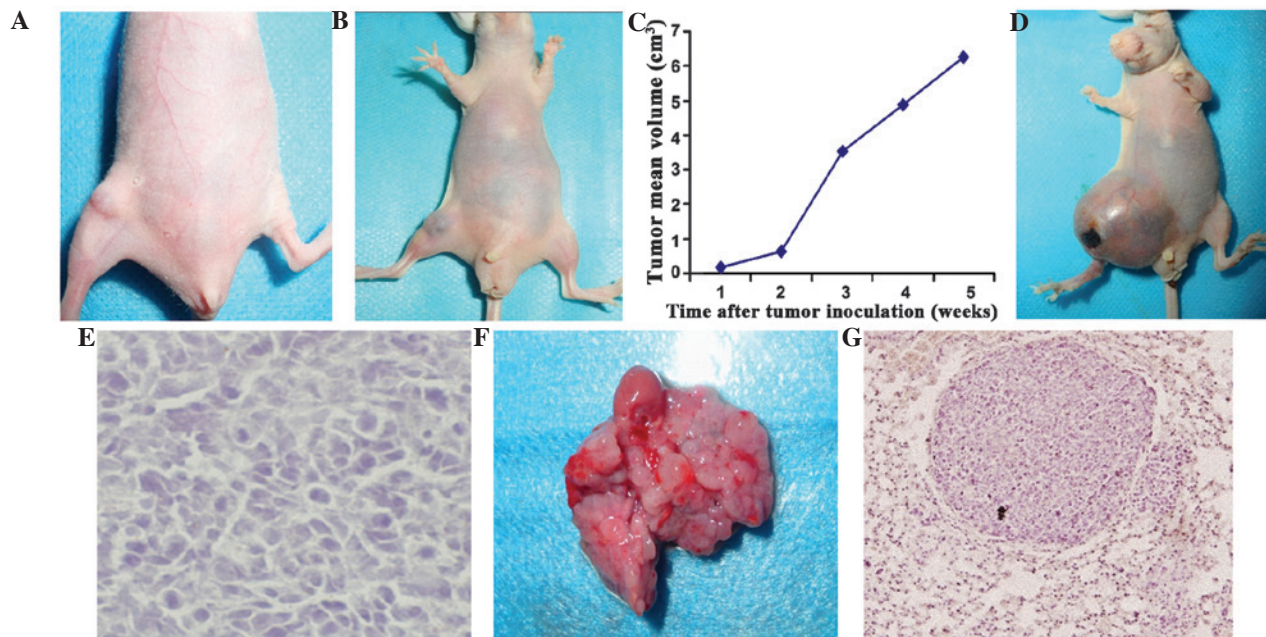 A
B
C
D
Tumor mean volume (cm³)
7
6
5
4
3
2
1
0
1 2 3 4 5
Time after tumor inoculation (weeks)
E
F
G